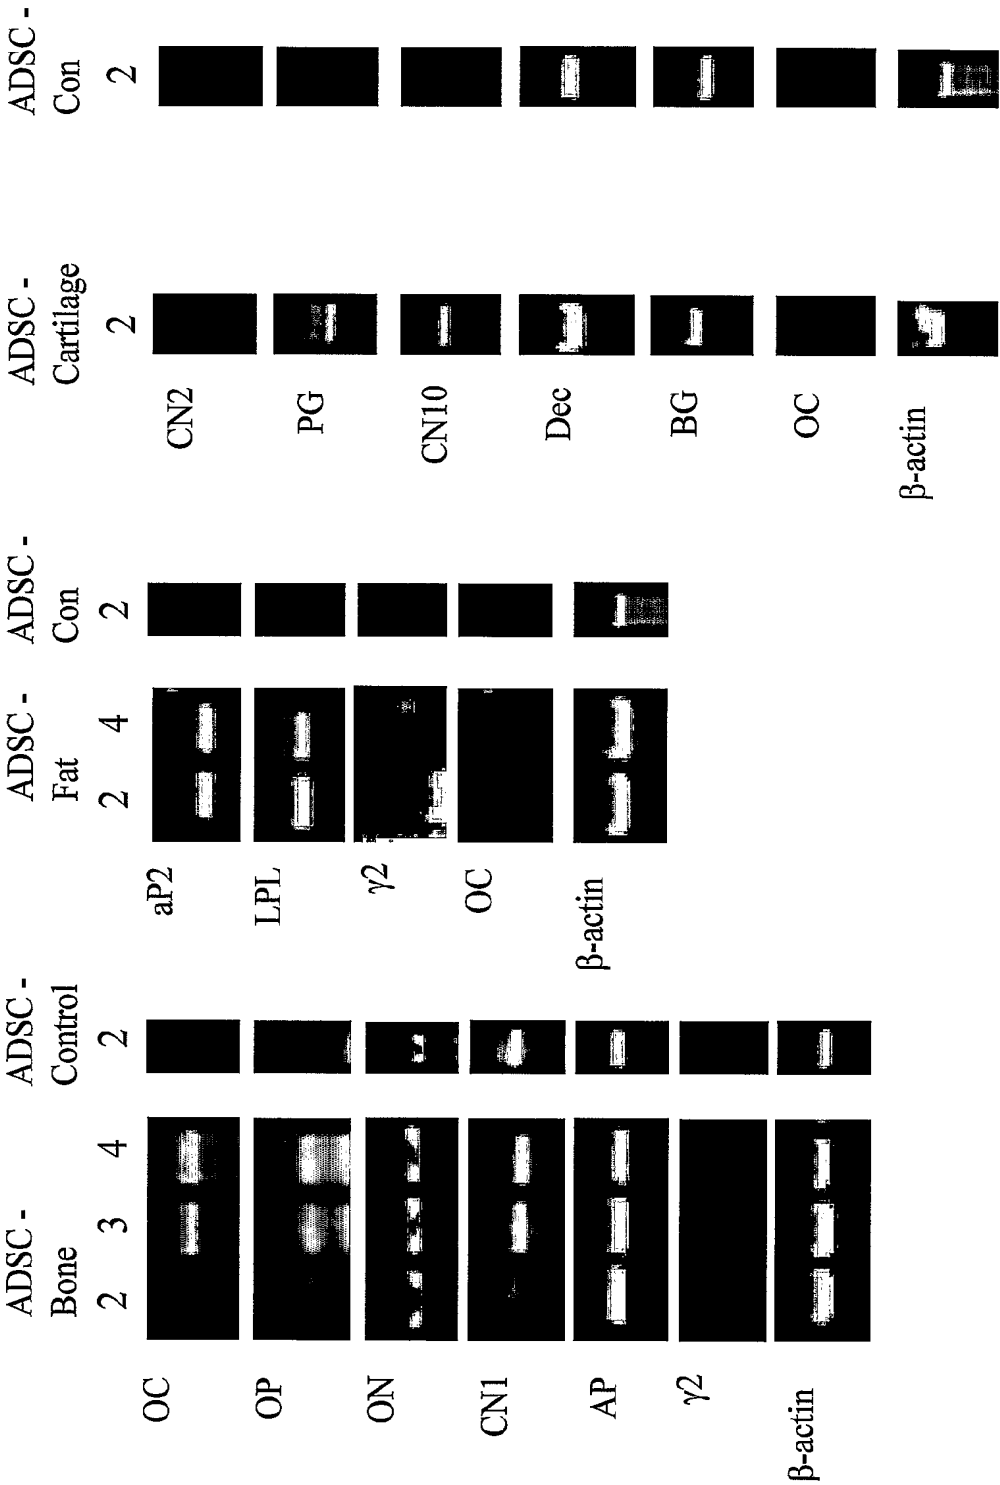 ADSC -
Bone
2 3 4
ADSC -
Control
2
OC
OP
ON
CN1
AP
γ2
β-actin
ADSC -
Fat
2 4
ADSC -
Con
2
aP2
LPL
γ2
OC
β-actin
ADSC -
Cartilage
2
ADSC -
Con
2
CN2
PG
CN10
Dec
BG
OC
β-actin